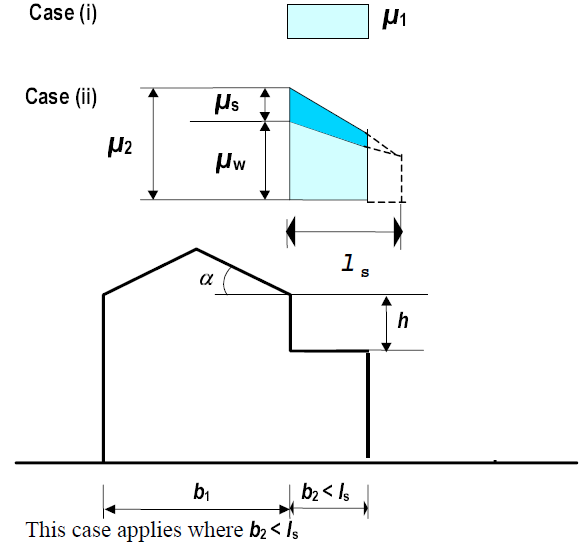 Case (i)
μ1
Case (ii)
μs
μ2
μw
ls
α
h
b1
b2 < ls
This case applies where b2 < ls